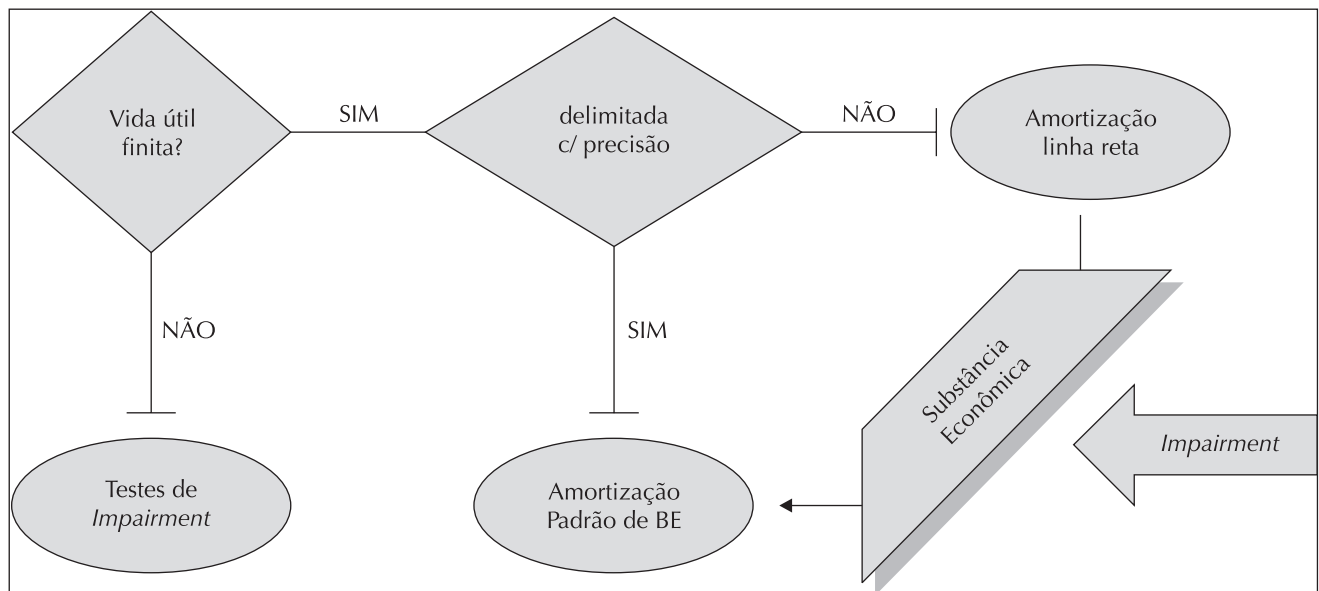 Vida útil
finita?
SIM
delimitada
c/ precisão
NÃO
Amortização
linha reta
NÃO
SIM
Substância
Econômica
Impairment
Testes de
Impairment
Amortização
Padrão de BE